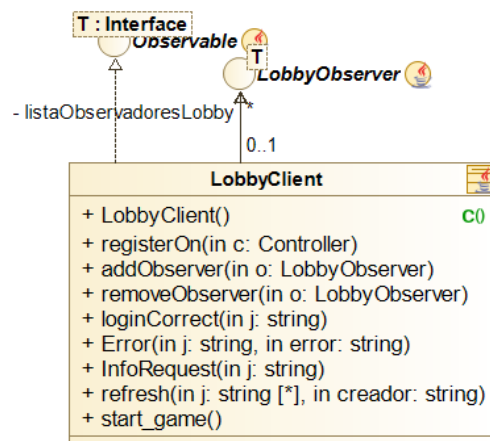 T : Interface
Observable
T
LobbyObserver
- listaObservadoresLobby
*
0..1
LobbyClient
+ LobbyClient()
C()
+ registerOn(in c: Controller)
+ addObserver(in o: LobbyObserver)
+ removeObserver(in o: LobbyObserver)
+ loginCorrect(in j: string)
+ Error(in j: string, in error: string)
+ InfoRequest(in j: string)
+ refresh(in j: string [*], in creador: string)
+ start_game()